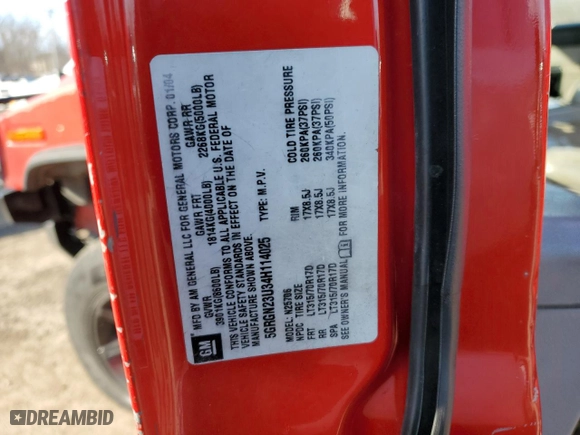 MFD BY AM GENERAL LLC FOR GENERAL MOTORS CORP. 01/04
GVWR GAWR FRT GAWR RR
3901KG(8600LB) 1814KG(4000LB) 2268KG(5000LB)
THIS VEHICLE CONFORMS TO ALL APPLICABLE U.S. FEDERAL MOTOR
VEHICLE SAFETY STANDARDS IN EFFECT ON THE DATE OF
MANUFACTURE SHOWN ABOVE.
5GRGN23U34H114025 TYPE: M.P.V.
GM
MODEL: N25706
NPDC TIRE SIZE RIM COLD TIRE PRESSURE
FRT LT315/70R17D 17X8.5J 260KPA(37PSI)
RR LT315/70R17D 17X8.5J 260KPA(37PSI)
SPA LT315/70R17D 17X8.5J 340KPA(50PSI)
SEE OWNER'S MANUAL FOR MORE INFORMATION.
DREAMBID